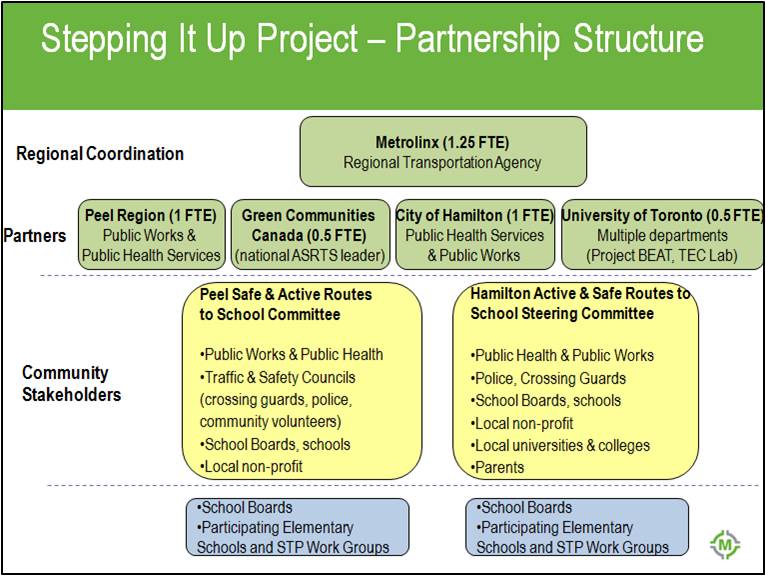 Stepping It Up Project – Partnership Structure
Regional Coordination
Metrolinx (1.25 FTE)
Regional Transportation Agency
Partners
Peel Region (1 FTE)
Public Works &
Public Health Services
Green Communities
Canada (0.5 FTE)
(national ASRTS leader)
City of Hamilton (1 FTE)
Public Health Services
& Public Works
University of Toronto (0.5 FTE)
Multiple departments
(Project BEAT, TEC Lab)
Community
Stakeholders
Peel Safe & Active Routes
to School Committee
•Public Works & Public Health
•Traffic & Safety Councils
(crossing guards, police,
community volunteers)
•School Boards, schools
•Local non-profit
Hamilton Active & Safe Routes to
School Steering Committee
•Public Health & Public Works
•Police, Crossing Guards
•School Boards, schools
•Local non-profit
•Local universities & colleges
•Parents
•School Boards
•Participating Elementary
Schools and STP Work Groups
•School Boards
•Participating Elementary
Schools and STP Work Groups
M